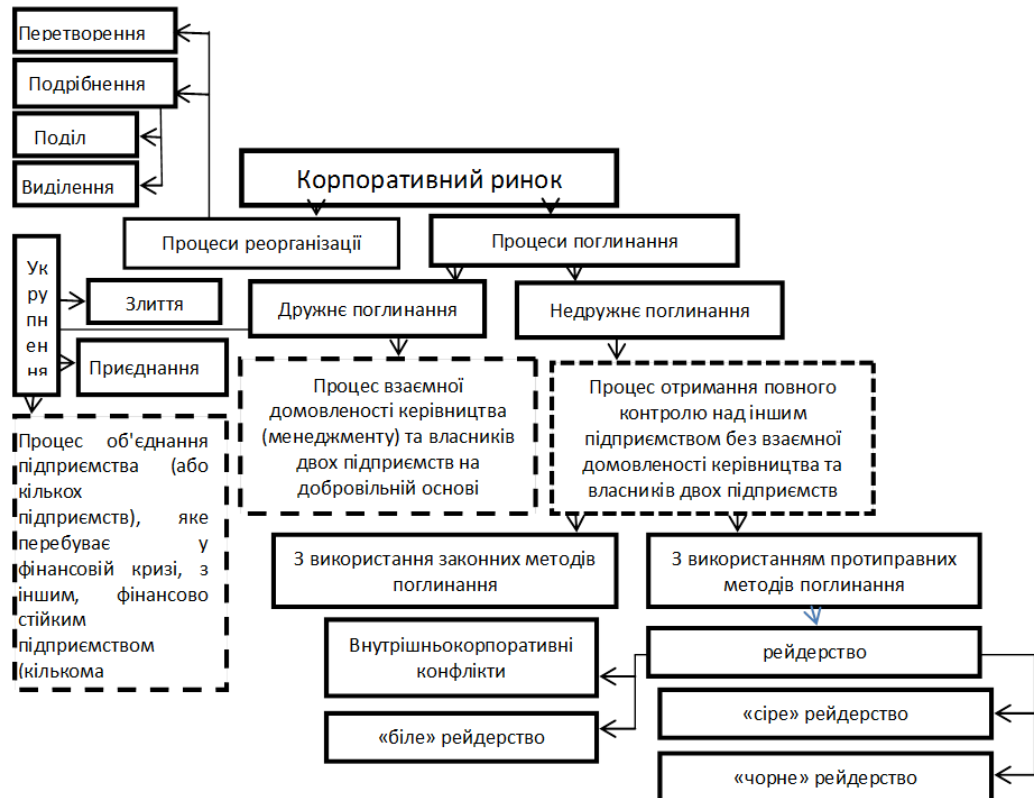 Перетворення
Подрібнення
Поділ
Виділення
Корпоративний ринок
Процеси реорганізації
Процеси поглинання
Ук
ру
пн
ен
ня
Злиття
Приєднання
Дружнє поглинання
Недружнє поглинання
Процес об'єднання
підприємства (або
кількох
підприємств), яке
перебуває у
фінансовій кризі, з
іншим, фінансово
стійким
підприємством
(кількома
Процес взаємної
домовленості керівництва
(менеджменту) та власників
двох підприємств на
добровільній основі
Процес отримання повного
контролю над іншим
підприємством без взаємної
домовленості керівництва та
власників двох підприємств
З використання законних методів
поглинання
З використанням протиправних
методів поглинання
Внутрішньокорпоративні
конфлікти
«біле» рейдерство
рейдерство
«сіре» рейдерство
«чорне» рейдерство